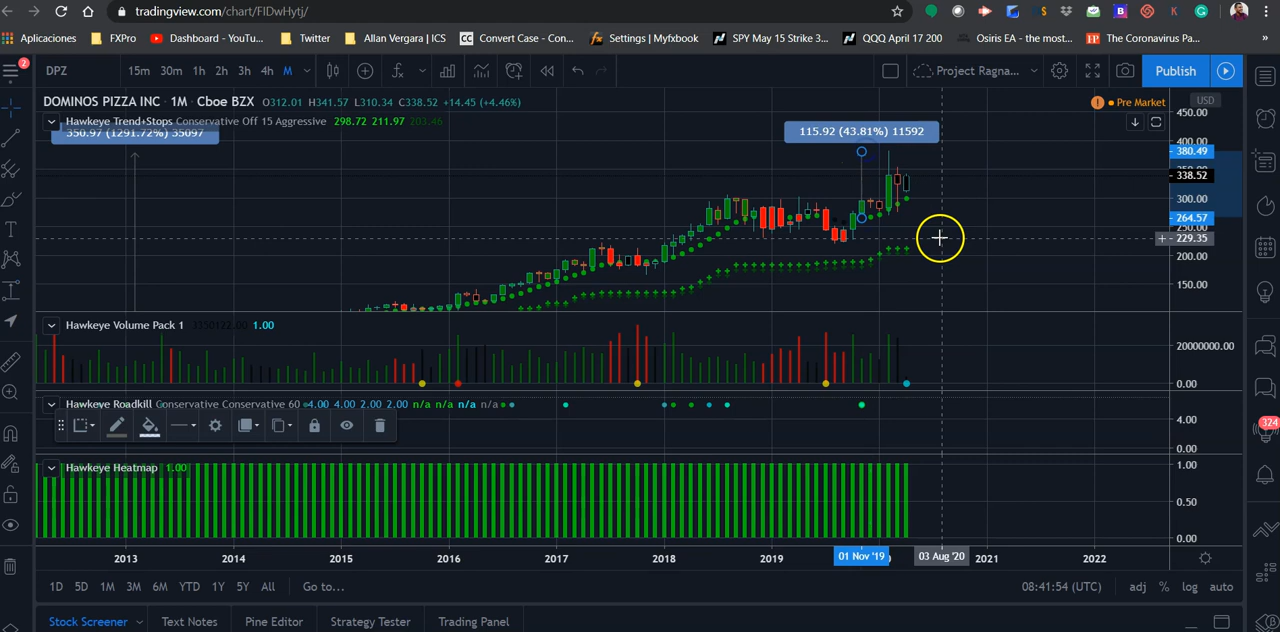 tradingview.com/chart/FIDwHytj/
Aplicaciones FXPro Dashboard - YouTu... Twitter Allan Vergara | ICS CC Convert Case - Con... Settings | Myfxbook SPY May 15 Strike 3... QQQ April 17 200 Osiris EA - the most... EP The Coronavirus Pa... »
2 DPZ 15m 30m 1h 2h 3h 4h M Project Ragna... Publish
DOMINOS PIZZA INC · 1M · Cboe BZX O312.01 H341.57 L310.34 C338.52 +14.45 (+4.46%) ! Pre Market USD
Hawkeye Trend+Stops Conservative Off 15 Aggressive 298.72 211.97 203.46
350.97 (1291.72%) 35097
115.92 (43.81%) 11592
450.00
400.00
380.49
338.52
300.00
264.57
229.35
200.00
150.00
Hawkeye Volume Pack 1 3350122.00 1.00
20000000.00
0.00
Hawkeye Roadkill Conservative Conservative 60 4.00 4.00 2.00 2.00 n/a n/a n/a n/a
4.00
0.00
324
Hawkeye Heatmap 1.00
1.00
0.50
0.00
2013 2014 2015 2016 2017 2018 2019 01 Nov '19 03 Aug '20 2021 2022
1D 5D 1M 3M 6M YTD 1Y 5Y All Go to... 08:41:54 (UTC) adj % log auto
Stock Screener Text Notes Pine Editor Strategy Tester Trading Panel